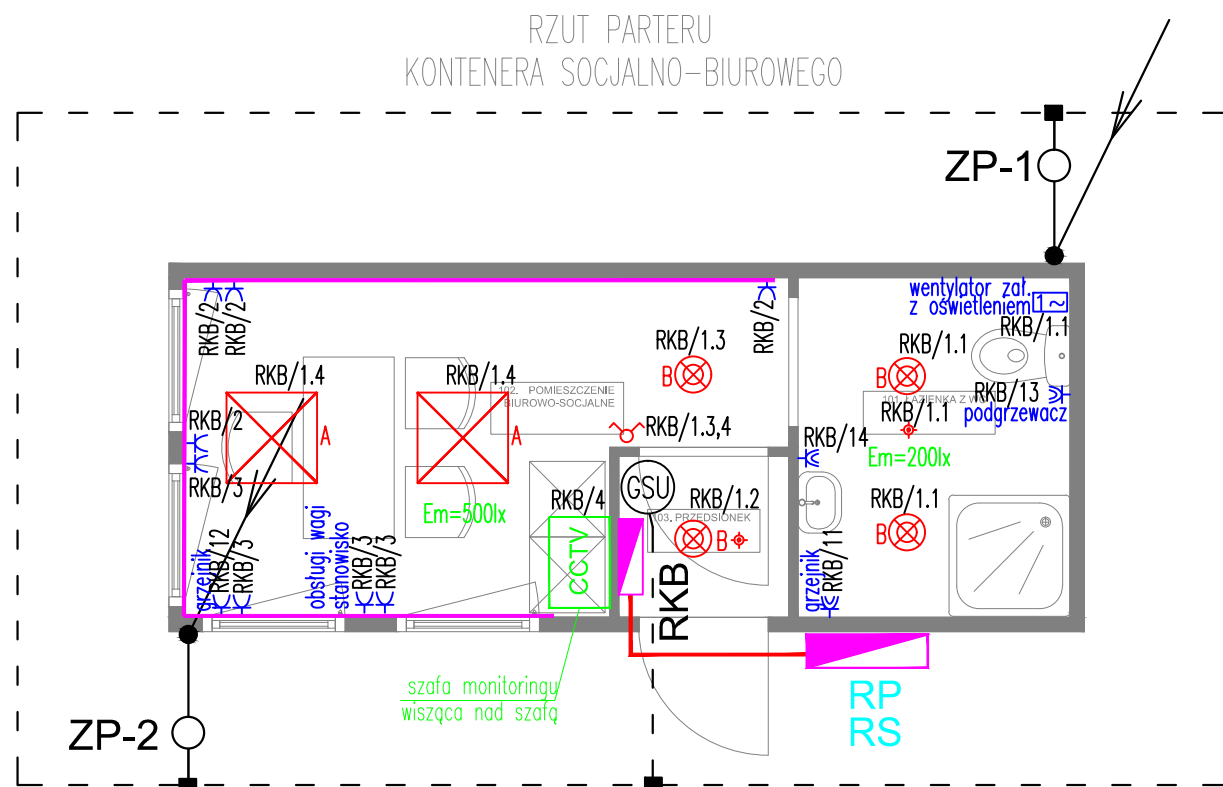 RZUT PARTERU
KONTENERA SOCJALNO-BIUROWEGO
ZP-1
wentylator zał.
z oświetleniem
1~
RKB/1.1
RKB/2
RKB/2
RKB/2
RKB/1.3
B
RKB/1.1
B
RKB/1.4
A
RKB/1.4
A
102. POMIESZCZENIE
BIUROWO-SOCJALNE
RKB/13
podgrzewacz
101. ŁAZIENKA Z WC
RKB/1.1
RKB/2
RKB/1.3,4
RKB/14
Em=200lx
RKB/3
GSU
RKB/4
RKB/1.2
RKB/1.1
B
Em=500lx
103. PRZEDSIONEK
B
grzejnik
RKB/12
RKB/3
obsługi wagi
stanowisko
RKB/3
RKB/3
CCTV
RKB
grzejnik
RKB/11
szafa monitoringu
wisząca nad szafą
RP
RS
ZP-2